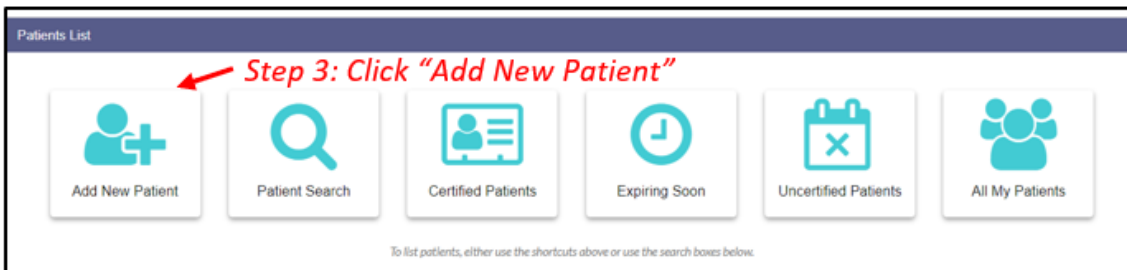 Patients List
Step 3: Click “Add New Patient”
Add New Patient
Patient Search
Certified Patients
Expiring Soon
Uncertified Patients
All My Patients
To list patients, either use the shortcuts above or use the search boxes below.